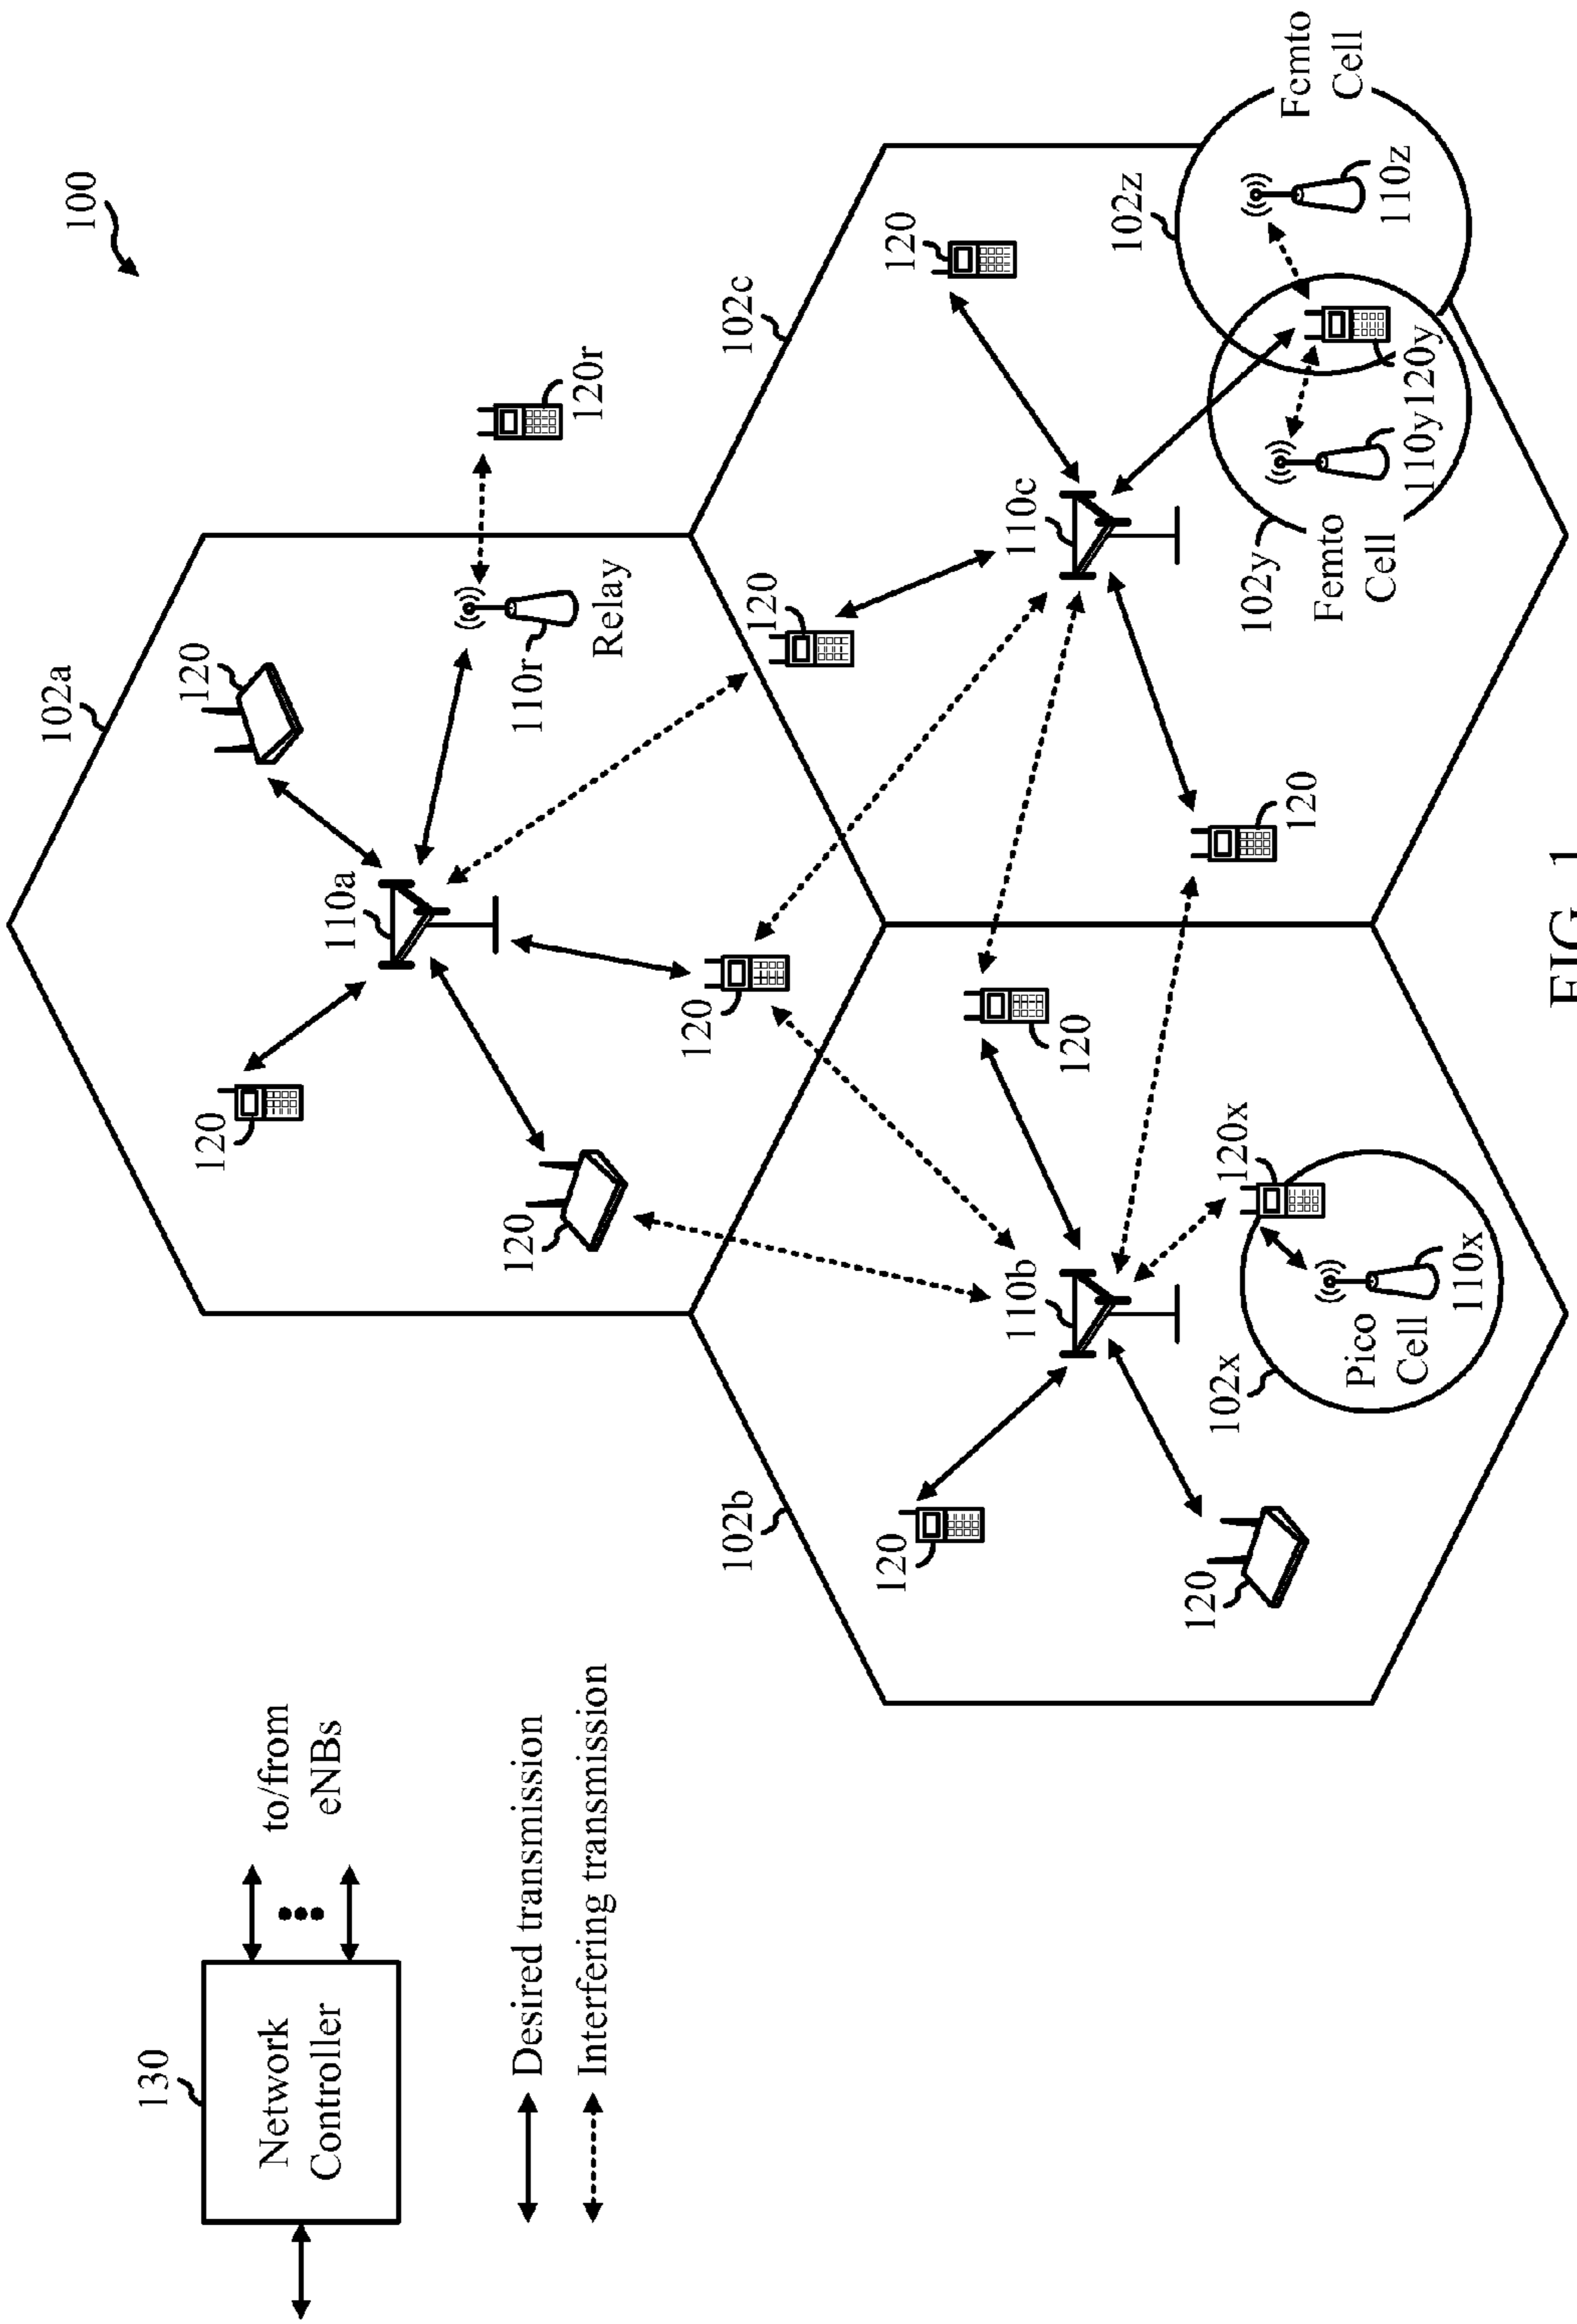 102a
100
130
120
120
Network
Controller
to/from
eNBs
110a
120
110r
Relay
Desired transmission
120r
Interfering transmission
120
102b
102c
120
120
120
110b
110c
120
102z
120
102x
120x
102y
120
Femto
Cell
Femto
Cell
Pico
Cell
110z
110y
120y
110x
FIG. 1